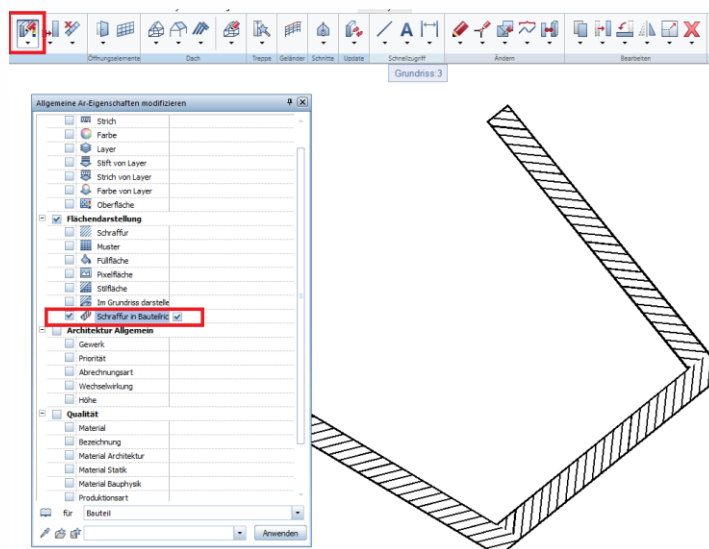 Öffnungselemente Dach Treppe Geländer Schnitte Update Schnellzugriff Ändern Bearbeiten
Grundriss:3
Allgemeine Ar-Eigenschaften modifizieren
Strich
Farbe
Layer
Stift von Layer
Strich von Layer
Farbe von Layer
Oberfläche
Flächendarstellung
Schraffur
Muster
Füllfläche
Pixelfläche
Stilfläche
Im Grundriss darstelle
Schraffur in Bauteilric
Architektur Allgemein
Gewerk
Priorität
Abrechnungsart
Wechselwirkung
Höhe
Qualität
Material
Bezeichnung
Material Architektur
Material Statik
Material Bauphysik
Produktionsart
für Bauteil
Anwenden